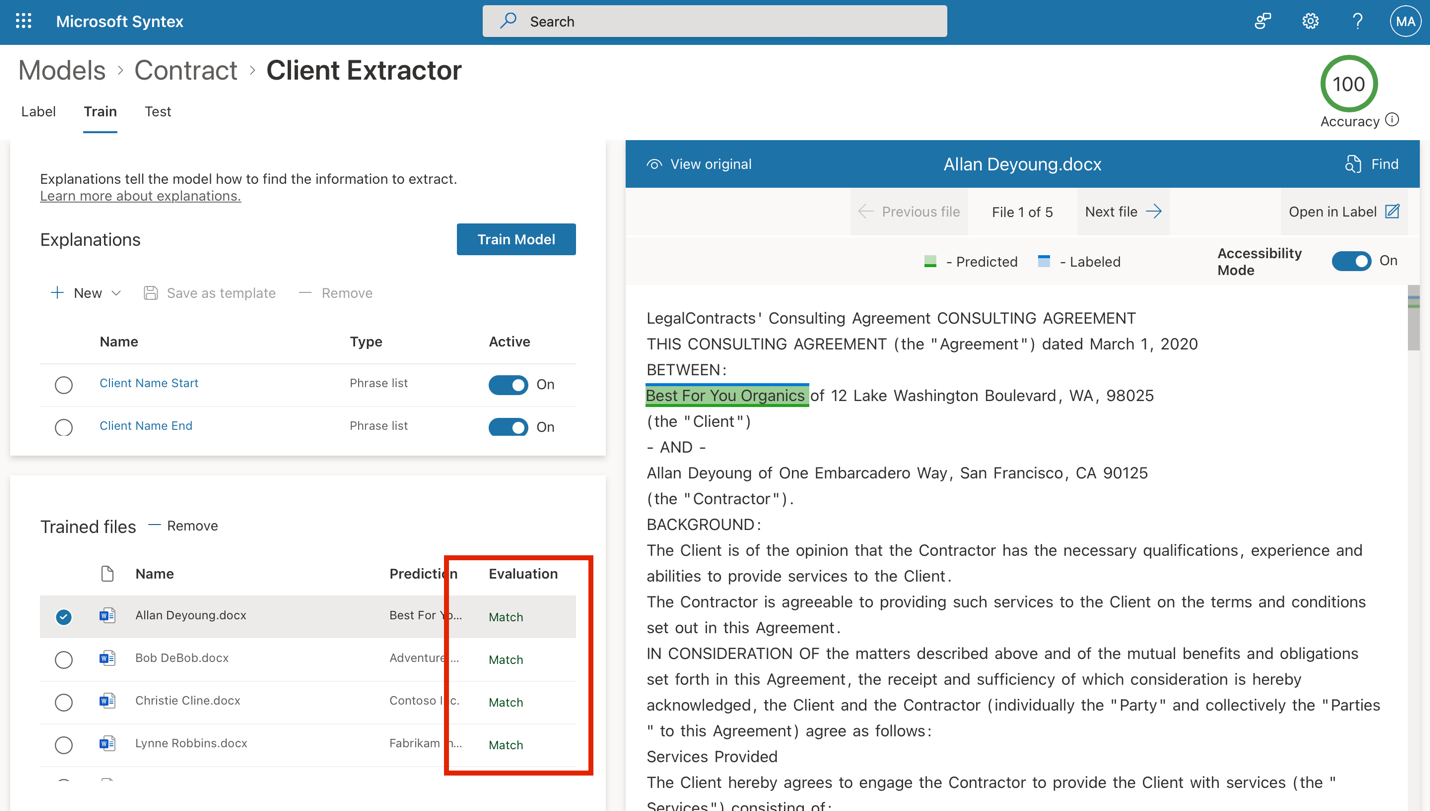 Microsoft Syntex
Search
MA
Models > Contract > Client Extractor
100
Accuracy
Label Train Test
Explanations tell the model how to find the information to extract.
Learn more about explanations.
Explanations
Train Model
New Save as template Remove
Name Type Active
Client Name Start Phrase list On
Client Name End Phrase list On
Trained files Remove
Name Prediction Evaluation
Allan Deyoung.docx Best For Yo... Match
Bob DeBob.docx Adventure ... Match
Christie Cline.docx Contoso Inc. Match
Lynne Robbins.docx Fabrikam In... Match
View original Allan Deyoung.docx Find
Previous file File 1 of 5 Next file Open in Label
- Predicted - Labeled Accessibility Mode On
LegalContracts' Consulting Agreement CONSULTING AGREEMENT
THIS CONSULTING AGREEMENT (the "Agreement") dated March 1, 2020
BETWEEN:
Best For You Organics of 12 Lake Washington Boulevard, WA, 98025
(the "Client")
- AND -
Allan Deyoung of One Embarcadero Way, San Francisco, CA 90125
(the "Contractor").
BACKGROUND:
The Client is of the opinion that the Contractor has the necessary qualifications, experience and
abilities to provide services to the Client.
The Contractor is agreeable to providing such services to the Client on the terms and conditions
set out in this Agreement.
IN CONSIDERATION OF the matters described above and of the mutual benefits and obligations
set forth in this Agreement, the receipt and sufficiency of which consideration is hereby
acknowledged, the Client and the Contractor (individually the "Party" and collectively the "Parties
" to this Agreement) agree as follows:
Services Provided
The Client hereby agrees to engage the Contractor to provide the Client with services (the "
Services") consisting of: